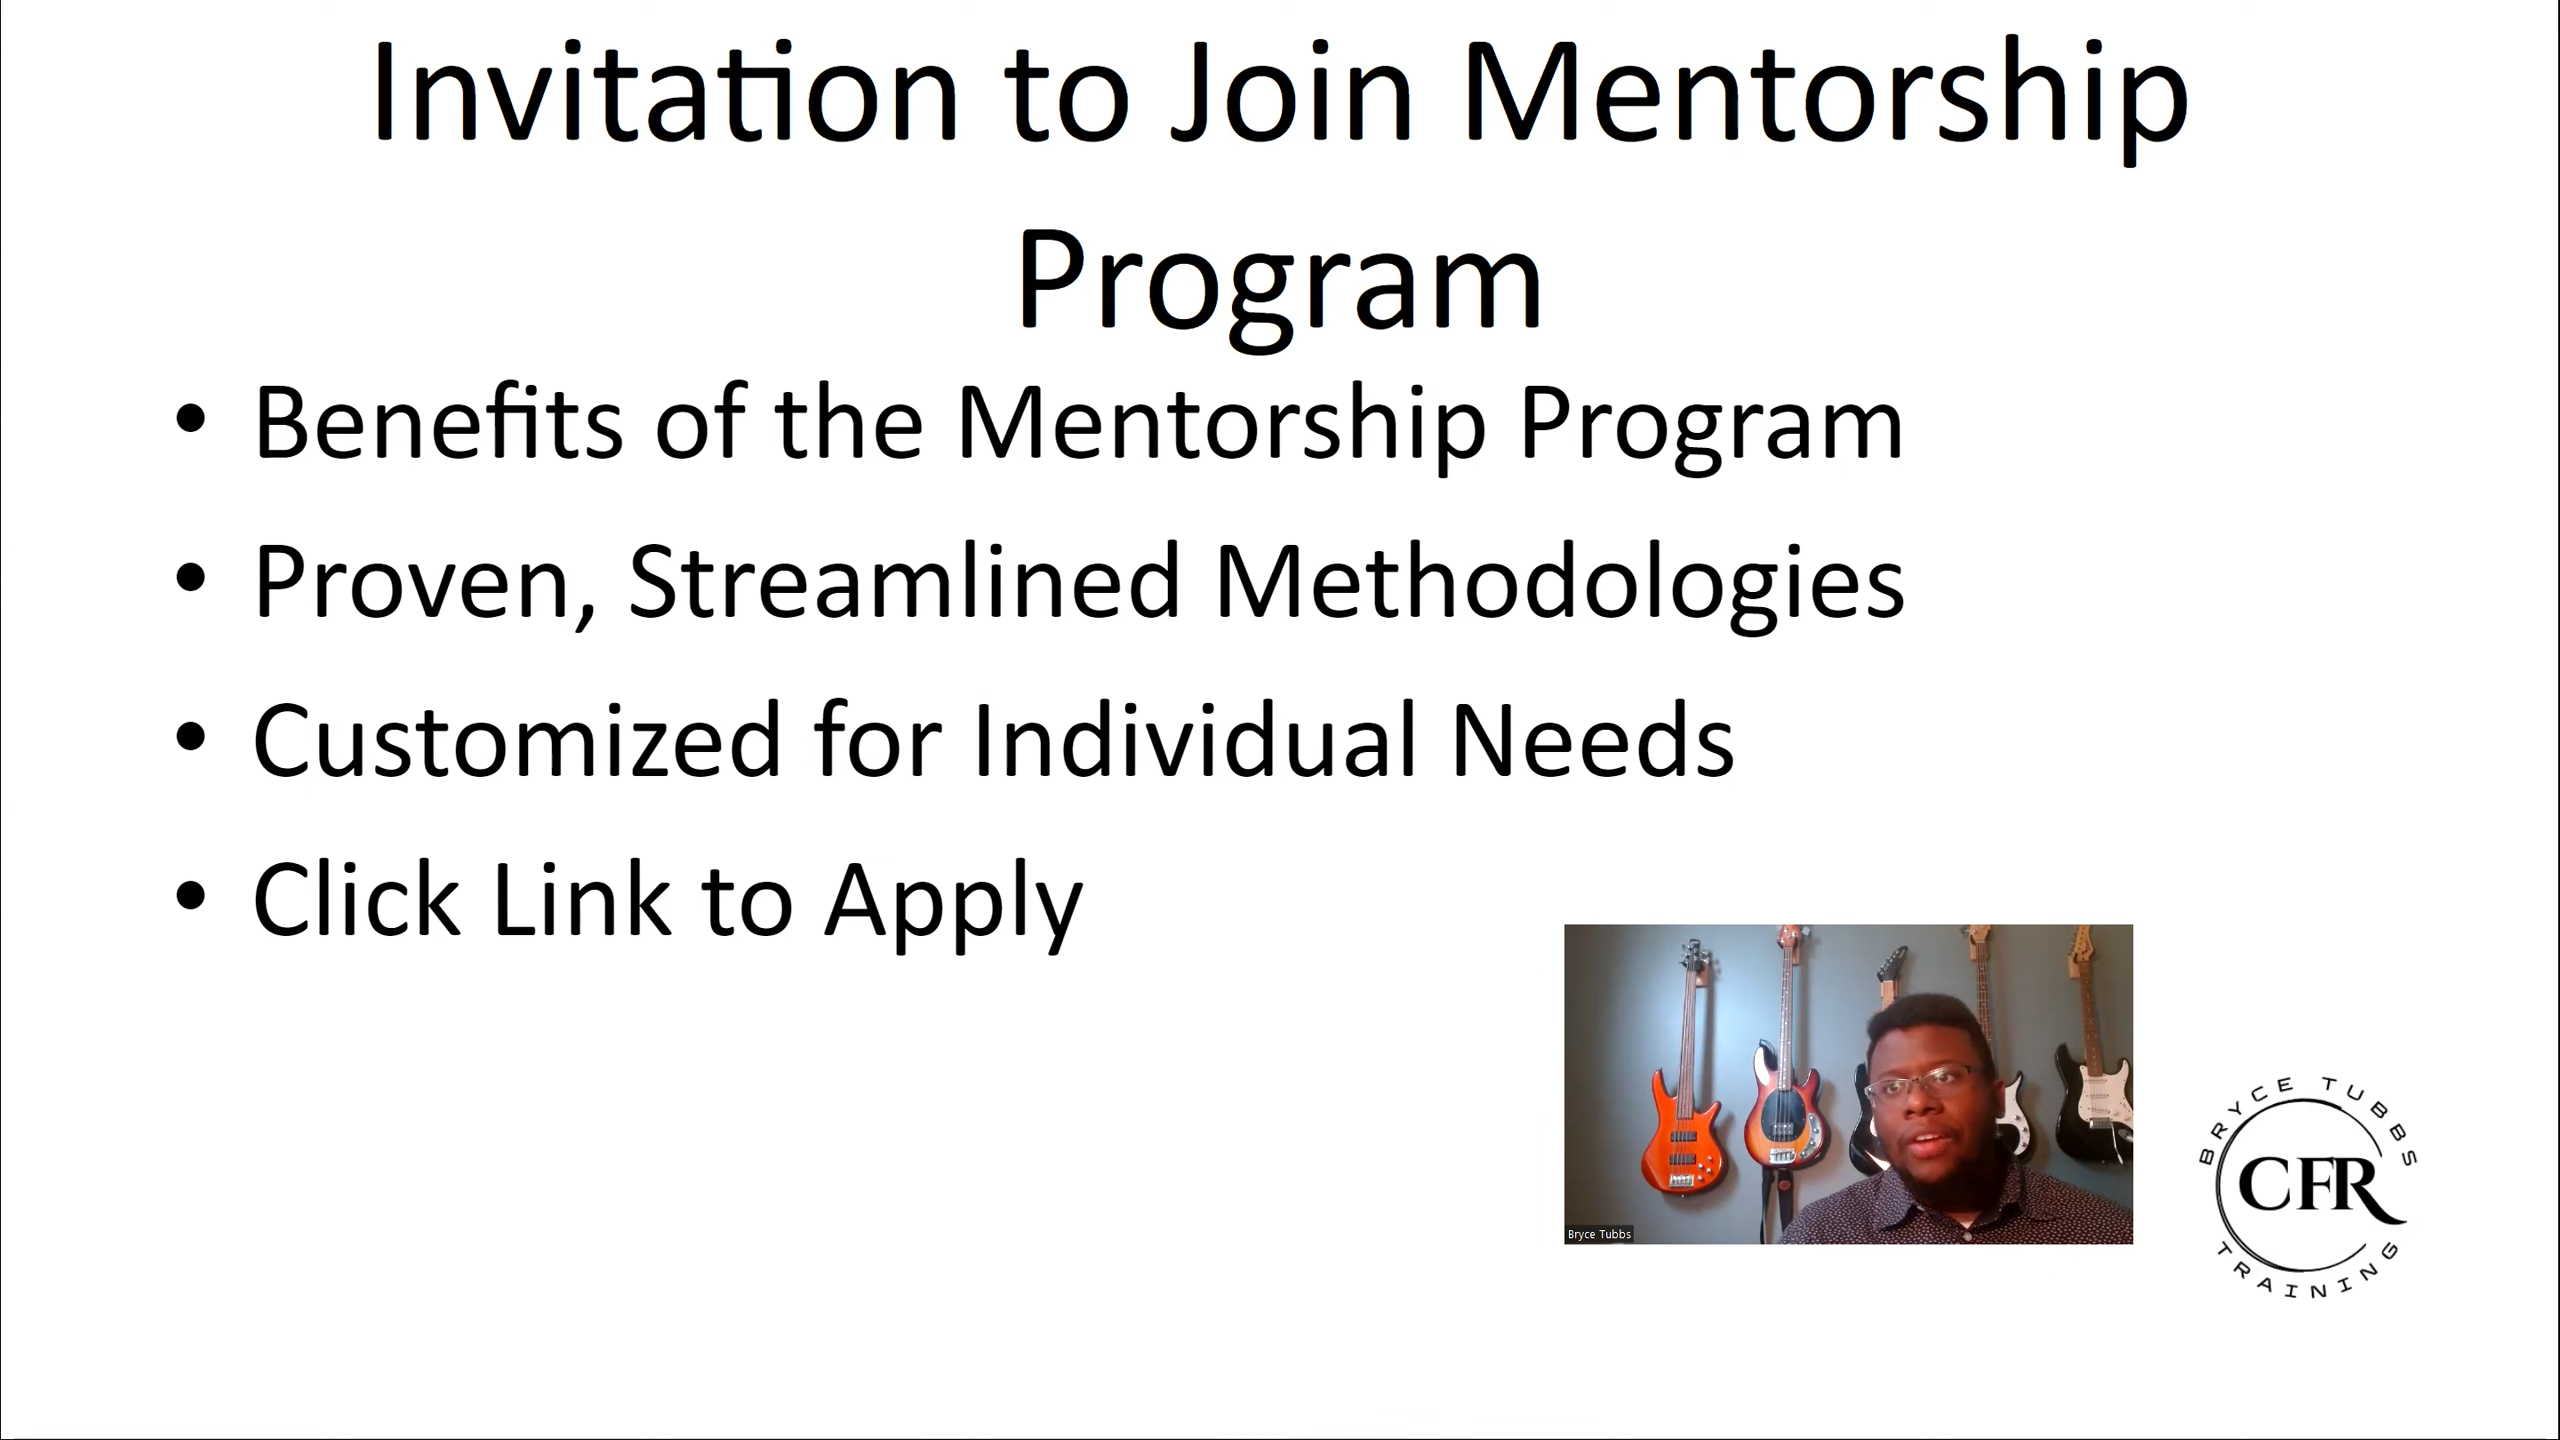 Invitation to Join Mentorship
Program
• Benefits of the Mentorship Program
• Proven, Streamlined Methodologies
• Customized for Individual Needs
• Click Link to Apply
Bryce Tubbs
BRYCE TUBBS
CFR
TRAINING